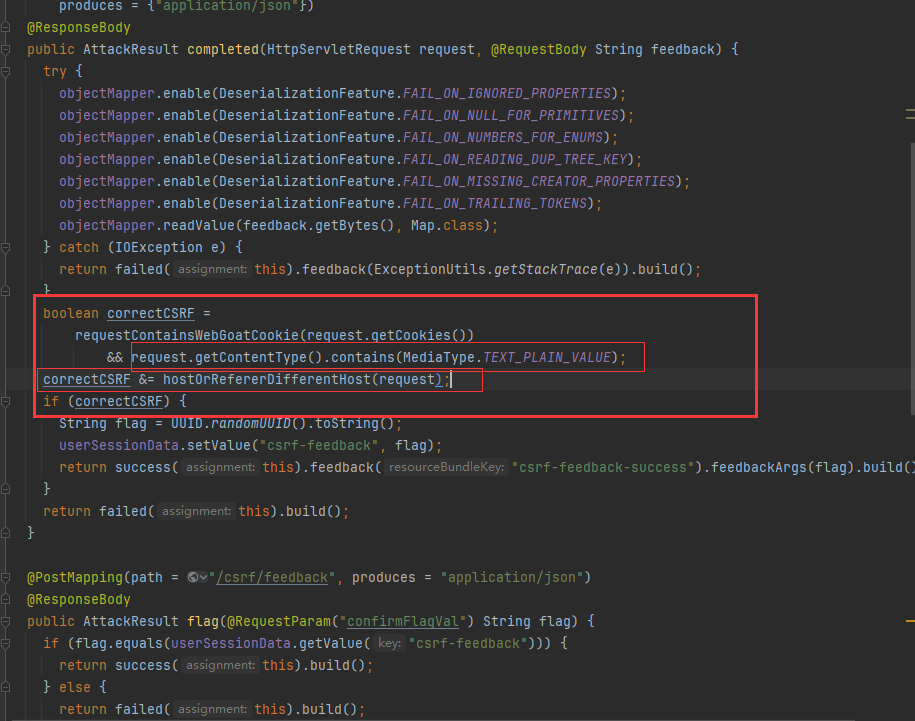 produces = {"application/json"})
@ResponseBody
public AttackResult completed(HttpServletRequest request, @RequestBody String feedback) {
try {
objectMapper.enable(DeserializationFeature.FAIL_ON_IGNORED_PROPERTIES);
objectMapper.enable(DeserializationFeature.FAIL_ON_NULL_FOR_PRIMITIVES);
objectMapper.enable(DeserializationFeature.FAIL_ON_NUMBERS_FOR_ENUMS);
objectMapper.enable(DeserializationFeature.FAIL_ON_READING_DUP_TREE_KEY);
objectMapper.enable(DeserializationFeature.FAIL_ON_MISSING_CREATOR_PROPERTIES);
objectMapper.enable(DeserializationFeature.FAIL_ON_TRAILING_TOKENS);
objectMapper.readValue(feedback.getBytes(), Map.class);
} catch (IOException e) {
return failed( assignment: this).feedback(ExceptionUtils.getStackTrace(e)).build();
}
boolean correctCSRF =
requestContainsWebGoatCookie(request.getCookies())
&& request.getContentType().contains(MediaType.TEXT_PLAIN_VALUE);
correctCSRF &= hostOrRefererDifferentHost(request);
if (correctCSRF) {
String flag = UUID.randomUUID().toString();
userSessionData.setValue("csrf-feedback", flag);
return success( assignment: this).feedback( resourceBundleKey: "csrf-feedback-success").feedbackArgs(flag).build()
}
return failed( assignment: this).build();
}
@PostMapping(path = "/csrf/feedback", produces = "application/json")
@ResponseBody
public AttackResult flag(@RequestParam("confirmFlagVal") String flag) {
if (flag.equals(userSessionData.getValue( key: "csrf-feedback"))) {
return success( assignment: this).build();
} else {
return failed( assignment: this).build();